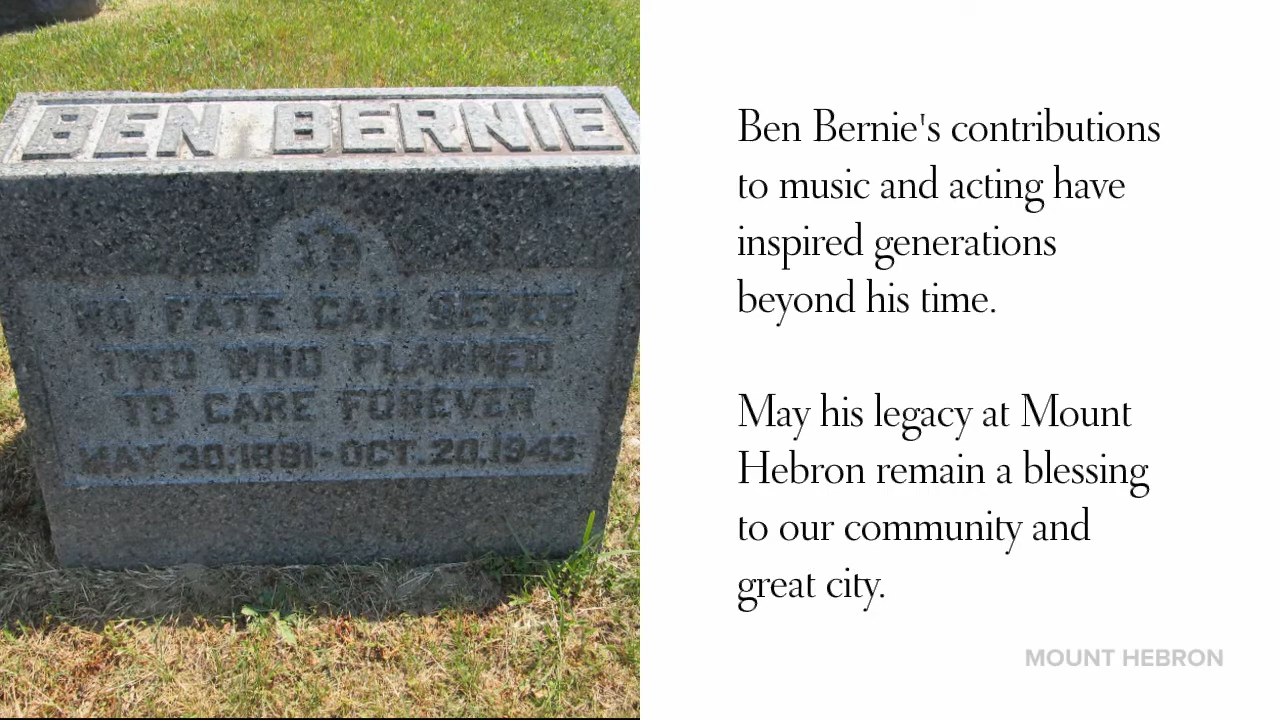 BEN BERNIE
NO FATE CAN SEVER
TWO WHO PLANNED
TO CARE FOREVER
MAY 30, 1891 - OCT. 20, 1943
Ben Bernie's contributions
to music and acting have
inspired generations
beyond his time.
May his legacy at Mount
Hebron remain a blessing
to our community and
great city.
MOUNT HEBRON